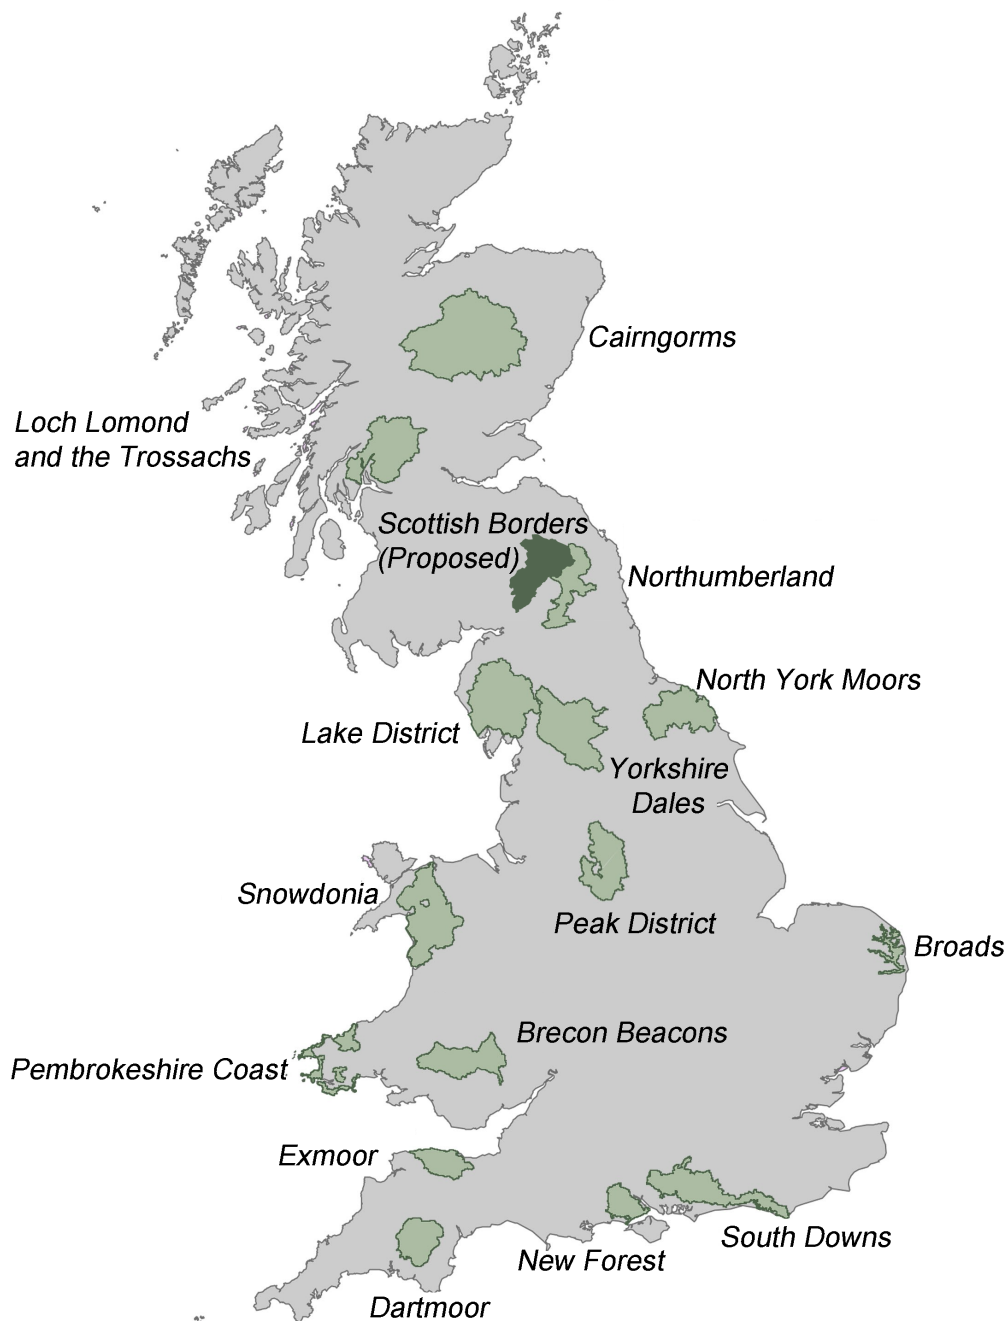 Cairngorms
Loch Lomond
and the Trossachs
Scottish Borders
(Proposed)
Northumberland
North York Moors
Lake District
Yorkshire
Dales
Snowdonia
Peak District
Broads
Brecon Beacons
Pembrokeshire Coast
Exmoor
South Downs
New Forest
Dartmoor